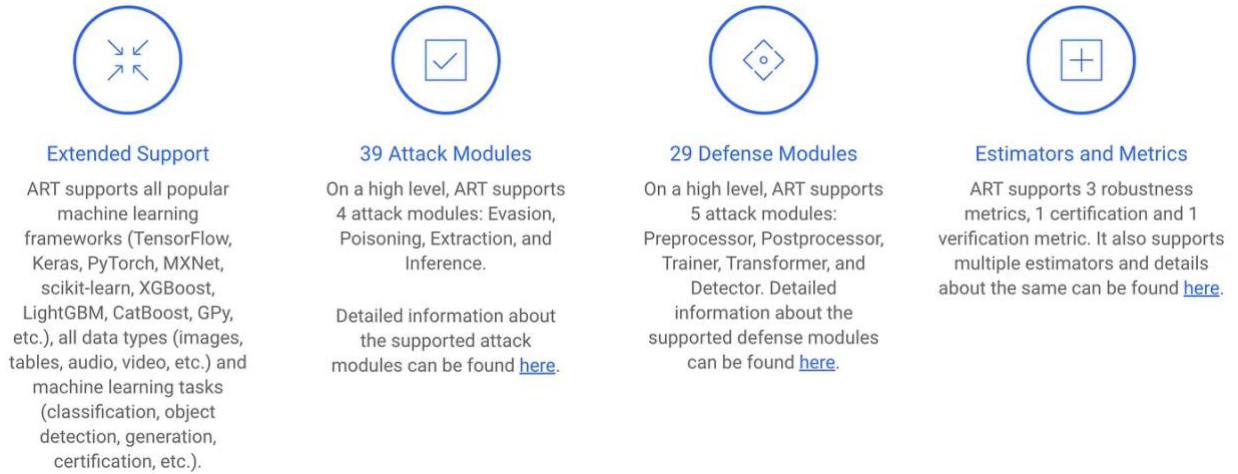 Extended Support
ART supports all popular
machine learning
frameworks (TensorFlow,
Keras, PyTorch, MXNet,
scikit-learn, XGBoost,
LightGBM, CatBoost, GPy,
etc.), all data types (images,
tables, audio, video, etc.) and
machine learning tasks
(classification, object
detection, generation,
certification, etc.).
39 Attack Modules
On a high level, ART supports
4 attack modules: Evasion,
Poisoning, Extraction, and
Inference.
Detailed information about
the supported attack
modules can be found here.
29 Defense Modules
On a high level, ART supports
5 attack modules:
Preprocessor, Postprocessor,
Trainer, Transformer, and
Detector. Detailed
information about the
supported defense modules
can be found here.
Estimators and Metrics
ART supports 3 robustness
metrics, 1 certification and 1
verification metric. It also supports
multiple estimators and details
about the same can be found here.